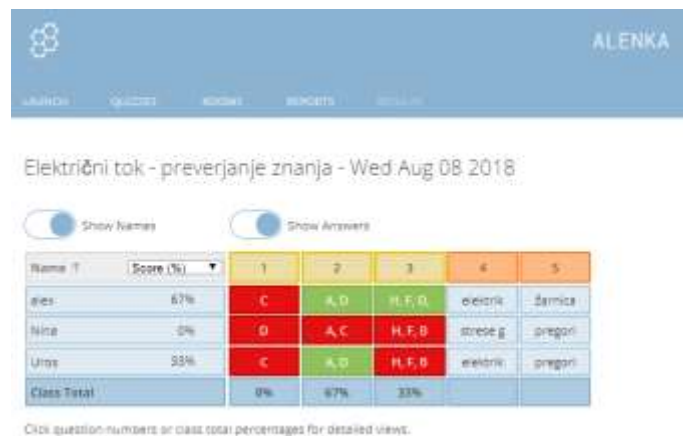 ALENKA
LAUNCH QUIZZES ROOMS REPORTS RESULTS
Električni tok - preverjanje znanja - Wed Aug 08 2018
Show Names Show Answers
Name ↑ Score (%) ▼ 1 2 3 4 5
ales 67% C A, D H, F, D, elektrik žarnica
Nina 0% D A, C H, F, B strese g pregori
Uros 33% C A, D H, F, B elektrik pregori
Class Total 0% 67% 33%
Click question numbers or class total percentages for detailed views.